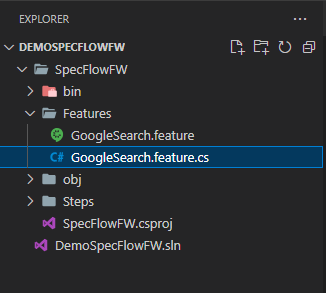 EXPLORER
DEMOSPECFLOWFW
SpecFlowFW
bin
Features
GoogleSearch.feature
C# GoogleSearch.feature.cs
obj
Steps
SpecFlowFW.csproj
DemoSpecFlowFW.sln